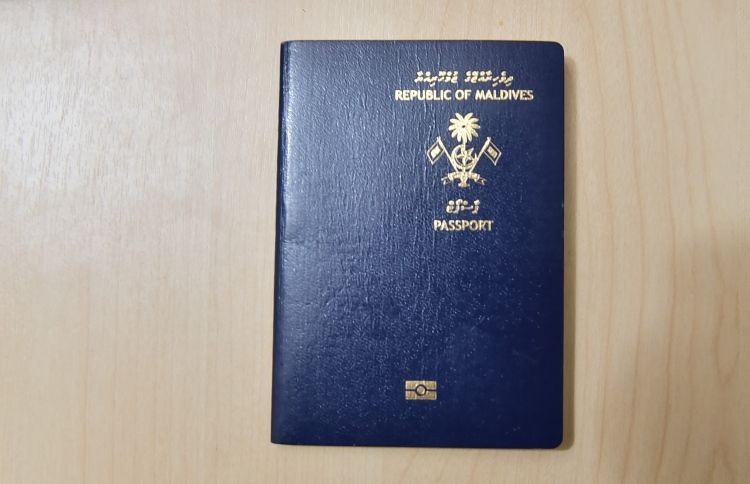 ދިވެހިރާއްޖޭގެ ޖުމްހޫރިއްޔާ
REPUBLIC OF MALDIVES
ޕާސްޕޯޓް
PASSPORT